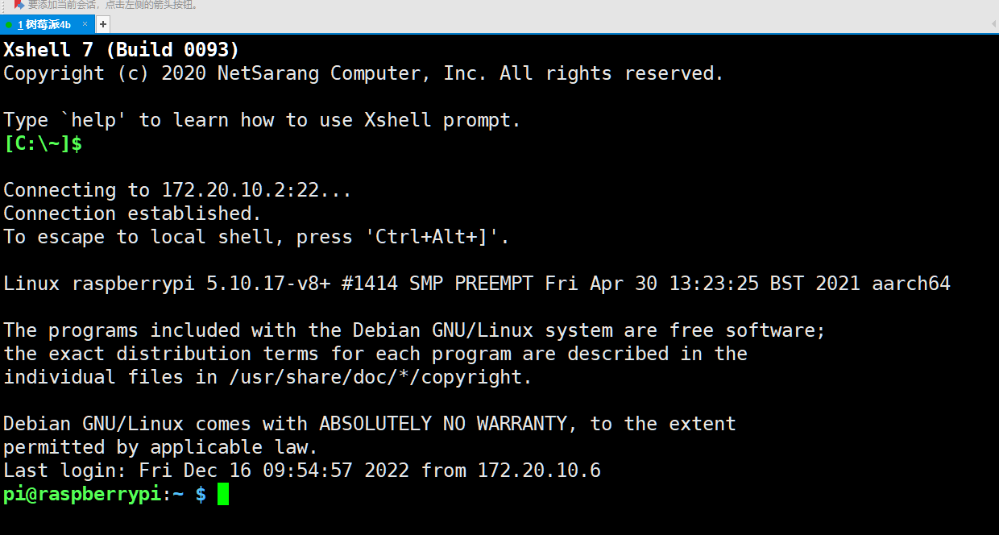 要添加当前会话，点击左侧的箭头按钮。
1 树莓派4b × +
Xshell 7 (Build 0093)
Copyright (c) 2020 NetSarang Computer, Inc. All rights reserved.
Type `help' to learn how to use Xshell prompt.
[C:\~]$
Connecting to 172.20.10.2:22...
Connection established.
To escape to local shell, press 'Ctrl+Alt+]'.
Linux raspberrypi 5.10.17-v8+ #1414 SMP PREEMPT Fri Apr 30 13:23:25 BST 2021 aarch64
The programs included with the Debian GNU/Linux system are free software;
the exact distribution terms for each program are described in the
individual files in /usr/share/doc/*/copyright.
Debian GNU/Linux comes with ABSOLUTELY NO WARRANTY, to the extent
permitted by applicable law.
Last login: Fri Dec 16 09:54:57 2022 from 172.20.10.6
pi@raspberrypi:~ $